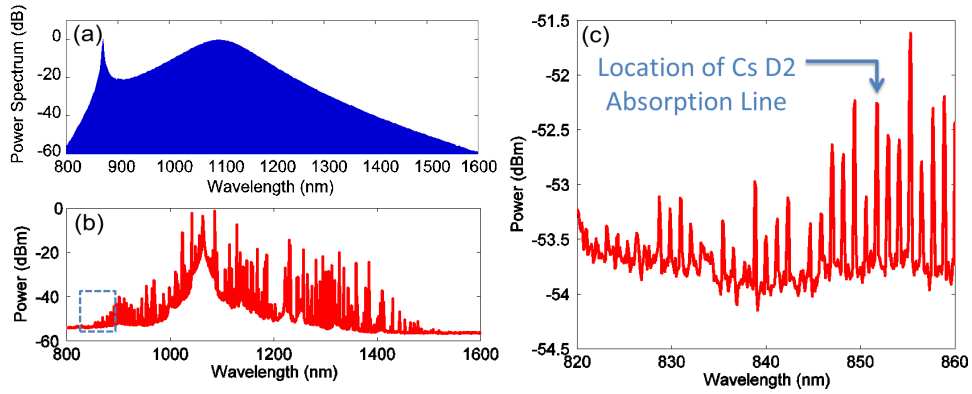 (a)
Power Spectrum (dB)
0
-20
-40
-60
800 900 1000 1100 1200 1300 1400 1500 1600
Wavelength (nm)
(b)
Power (dBm)
0
-20
-40
-60
800 1000 1200 1400 1600
Wavelength (nm)
(c)
Location of Cs D2
Absorption Line
Power (dBm)
-51.5
-52
-52.5
-53
-53.5
-54
-54.5
820 830 840 850 860
Wavelength (nm)